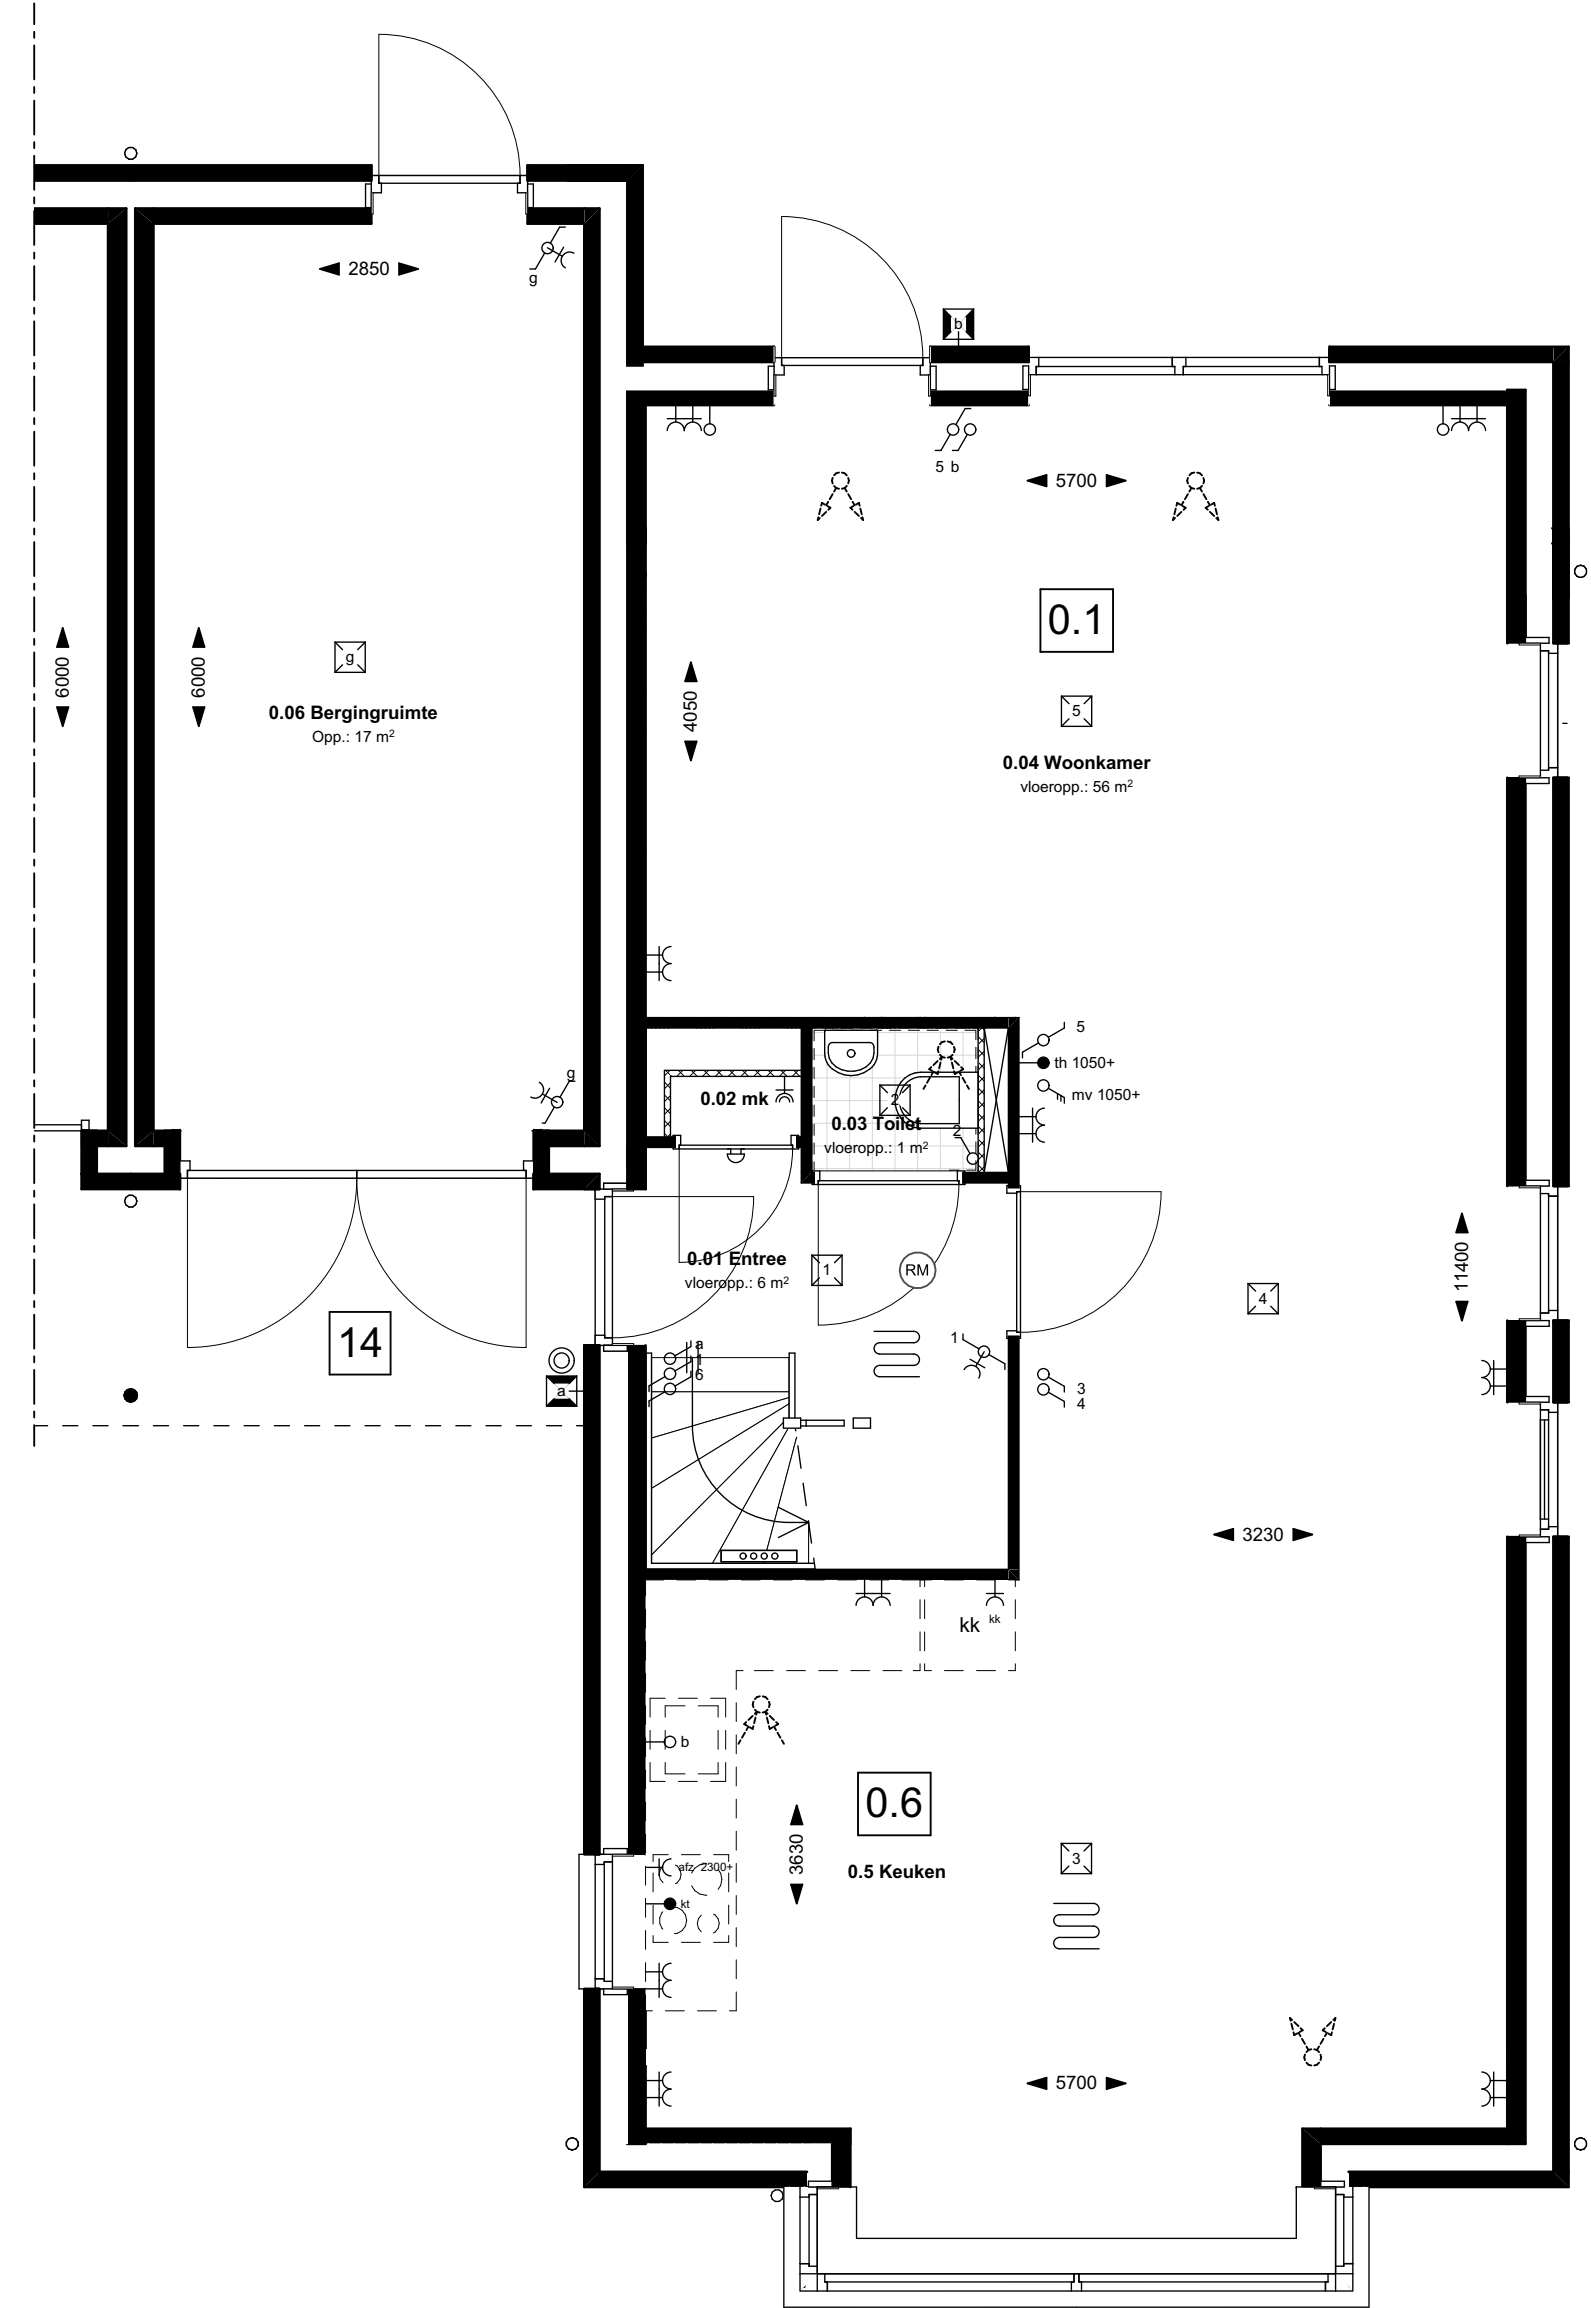 g
2850
b
5 b
5700
0.1
6000
6000
g
0.06 Bergingruimte
Opp.: 17 m²
4050
5
0.04 Woonkamer
vloeropp.: 56 m²
5
th 1050+
mv 1050+
g
0.02 mk
2
0.03 Toilet
vloeropp.: 1 m²
2
0.01 Entree
vloeropp.: 6 m²
1
RM
11400
4
14
a
a
1
6
1
3
4
3230
kk kk
b
0.6
3630
3
0.5 Keuken
afz. 2300+
kt
5700